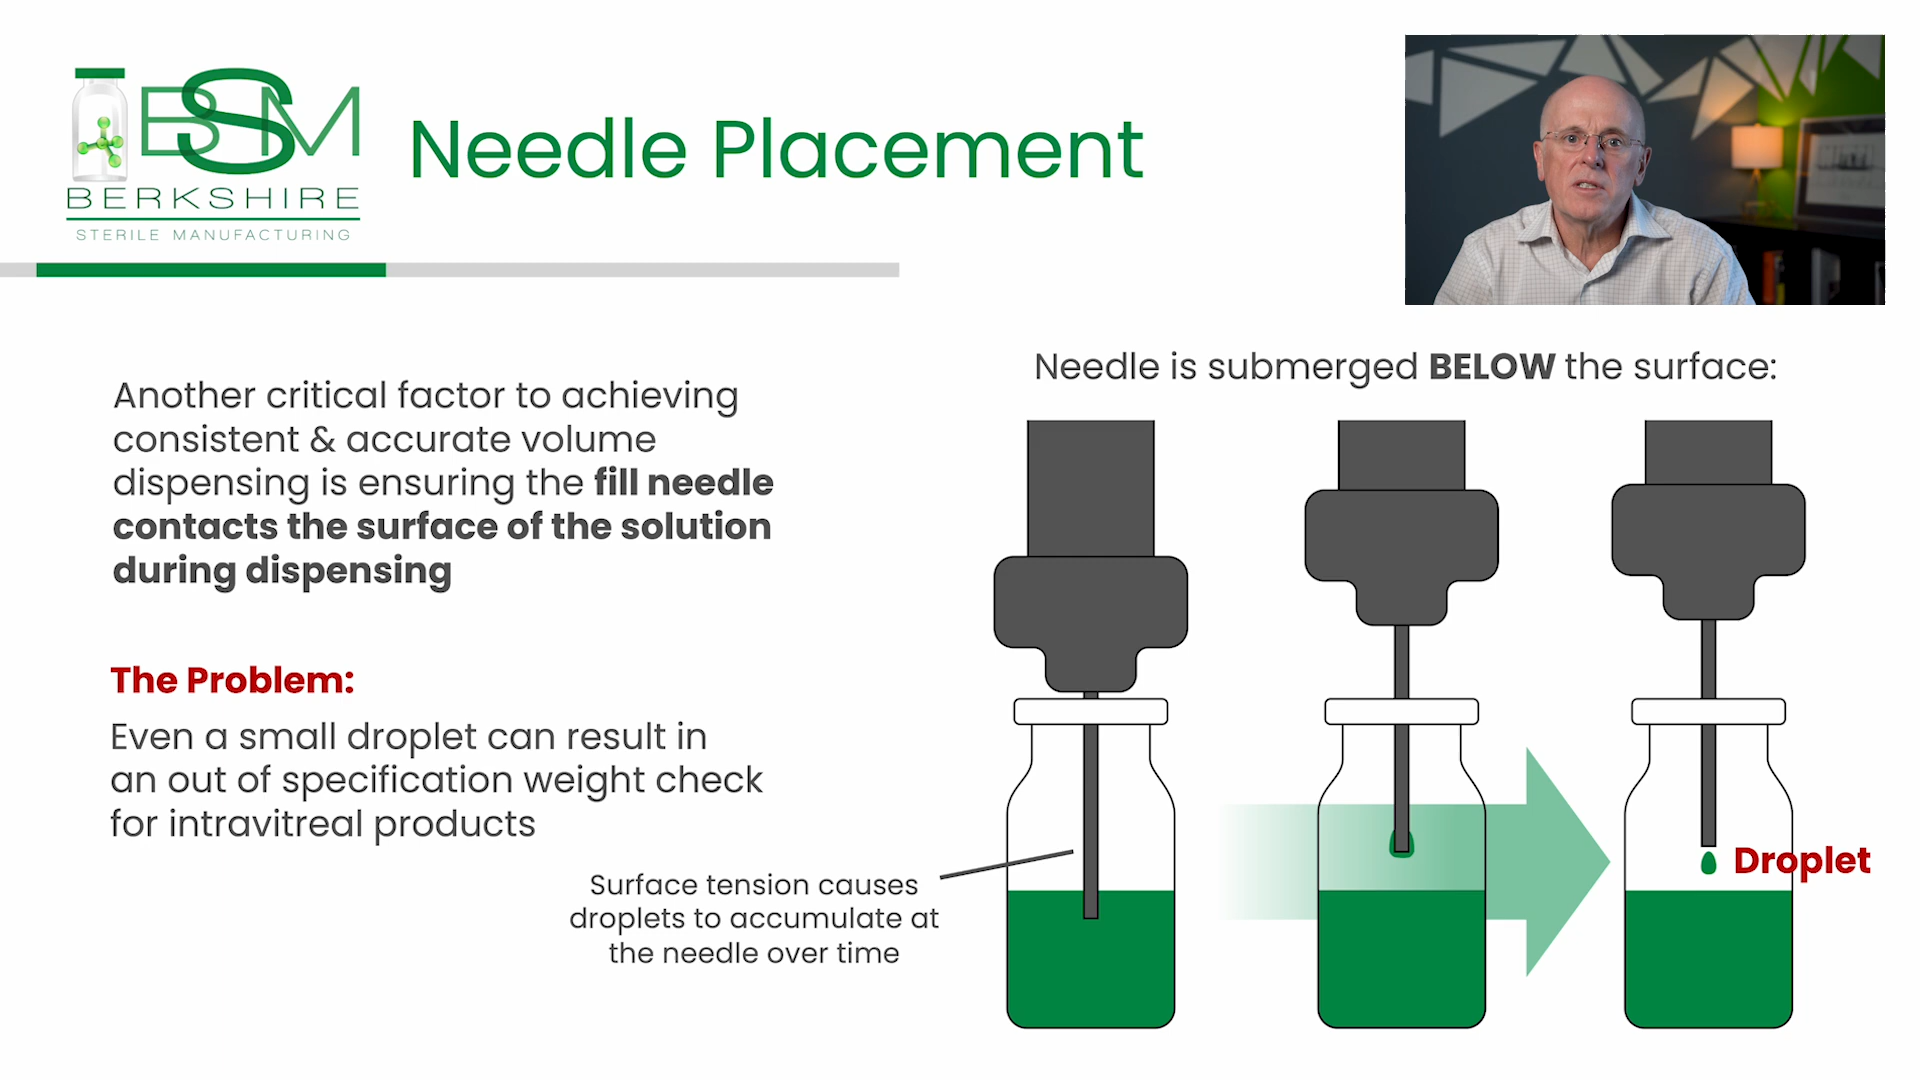 BSM
BERKSHIRE
STERILE MANUFACTURING
Needle Placement
Another critical factor to achieving
consistent & accurate volume
dispensing is ensuring the fill needle
contacts the surface of the solution
during dispensing
The Problem:
Even a small droplet can result in
an out of specification weight check
for intravitreal products
Needle is submerged BELOW the surface:
Surface tension causes
droplets to accumulate at
the needle over time
Droplet